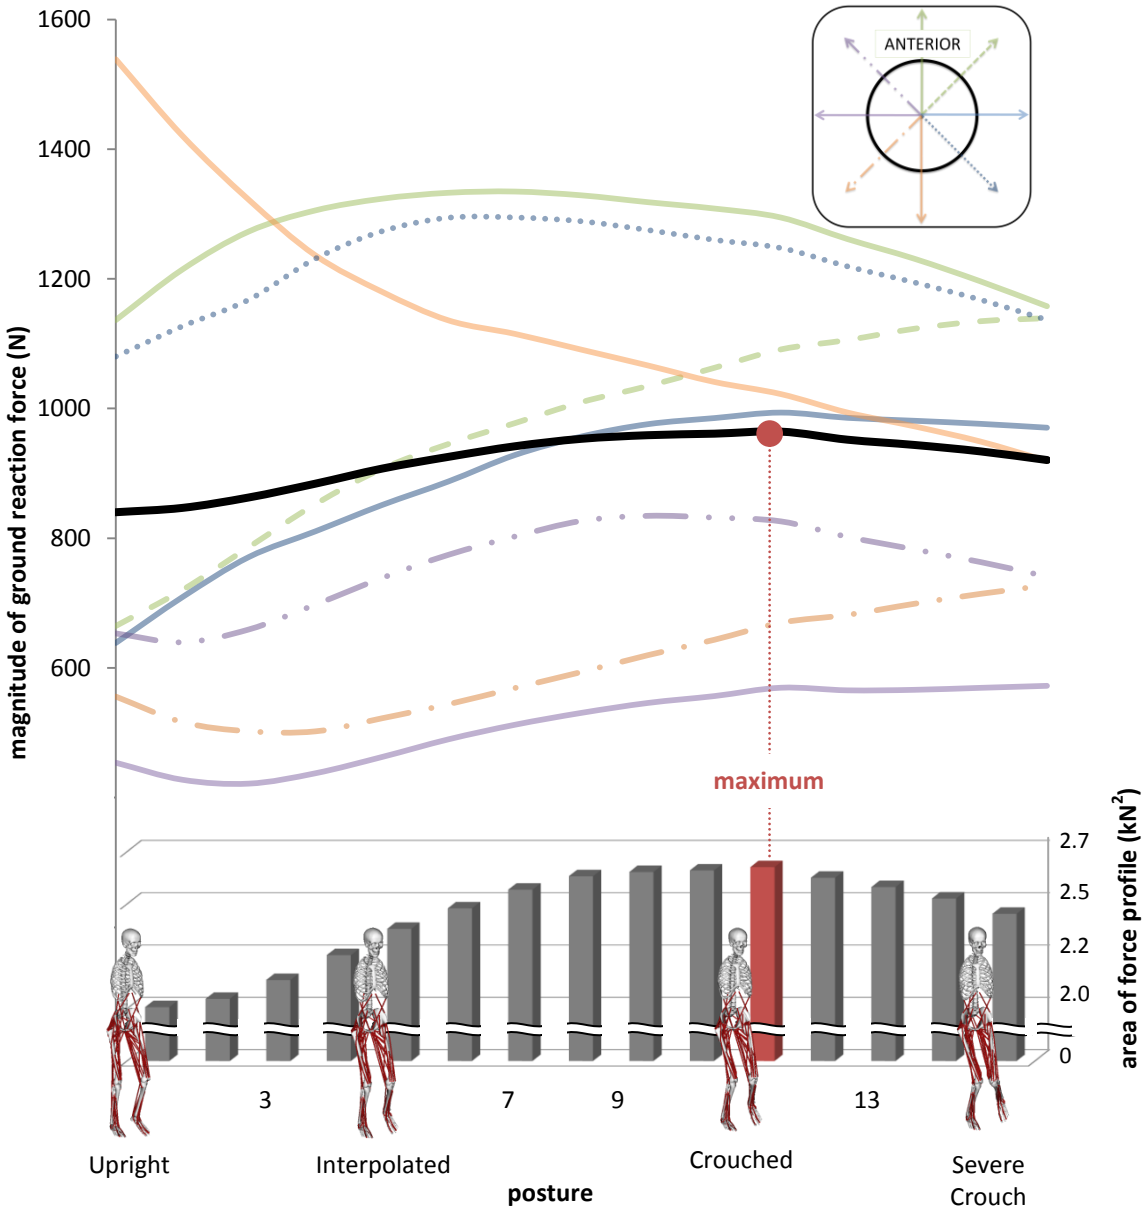 1600
ANTERIOR
1400
1200
1000
800
600
magnitude of ground reaction force (N)
maximum
2.7
2.5
2.2
2.0
0
area of force profile (kN²)
3 7 9 13
Upright Interpolated Crouched Severe
Crouch
posture